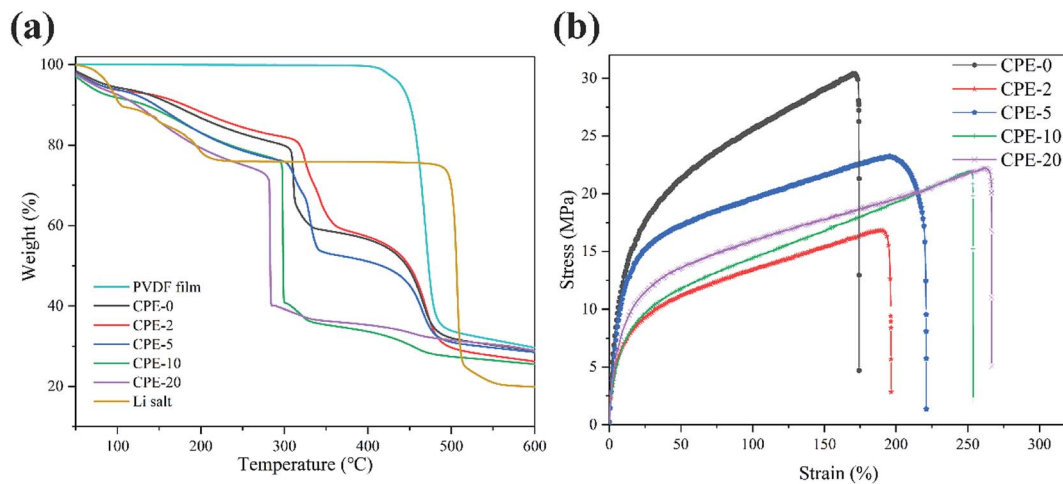 (a)
100
80
60
40
20
Weight (%)
PVDF film
CPE-0
CPE-2
CPE-5
CPE-10
CPE-20
Li salt
100
200
300
400
500
600
Temperature (℃)
(b)
30
25
20
15
10
5
0
Stress (MPa)
CPE-0
CPE-2
CPE-5
CPE-10
CPE-20
0
50
100
150
200
250
300
Strain (%)